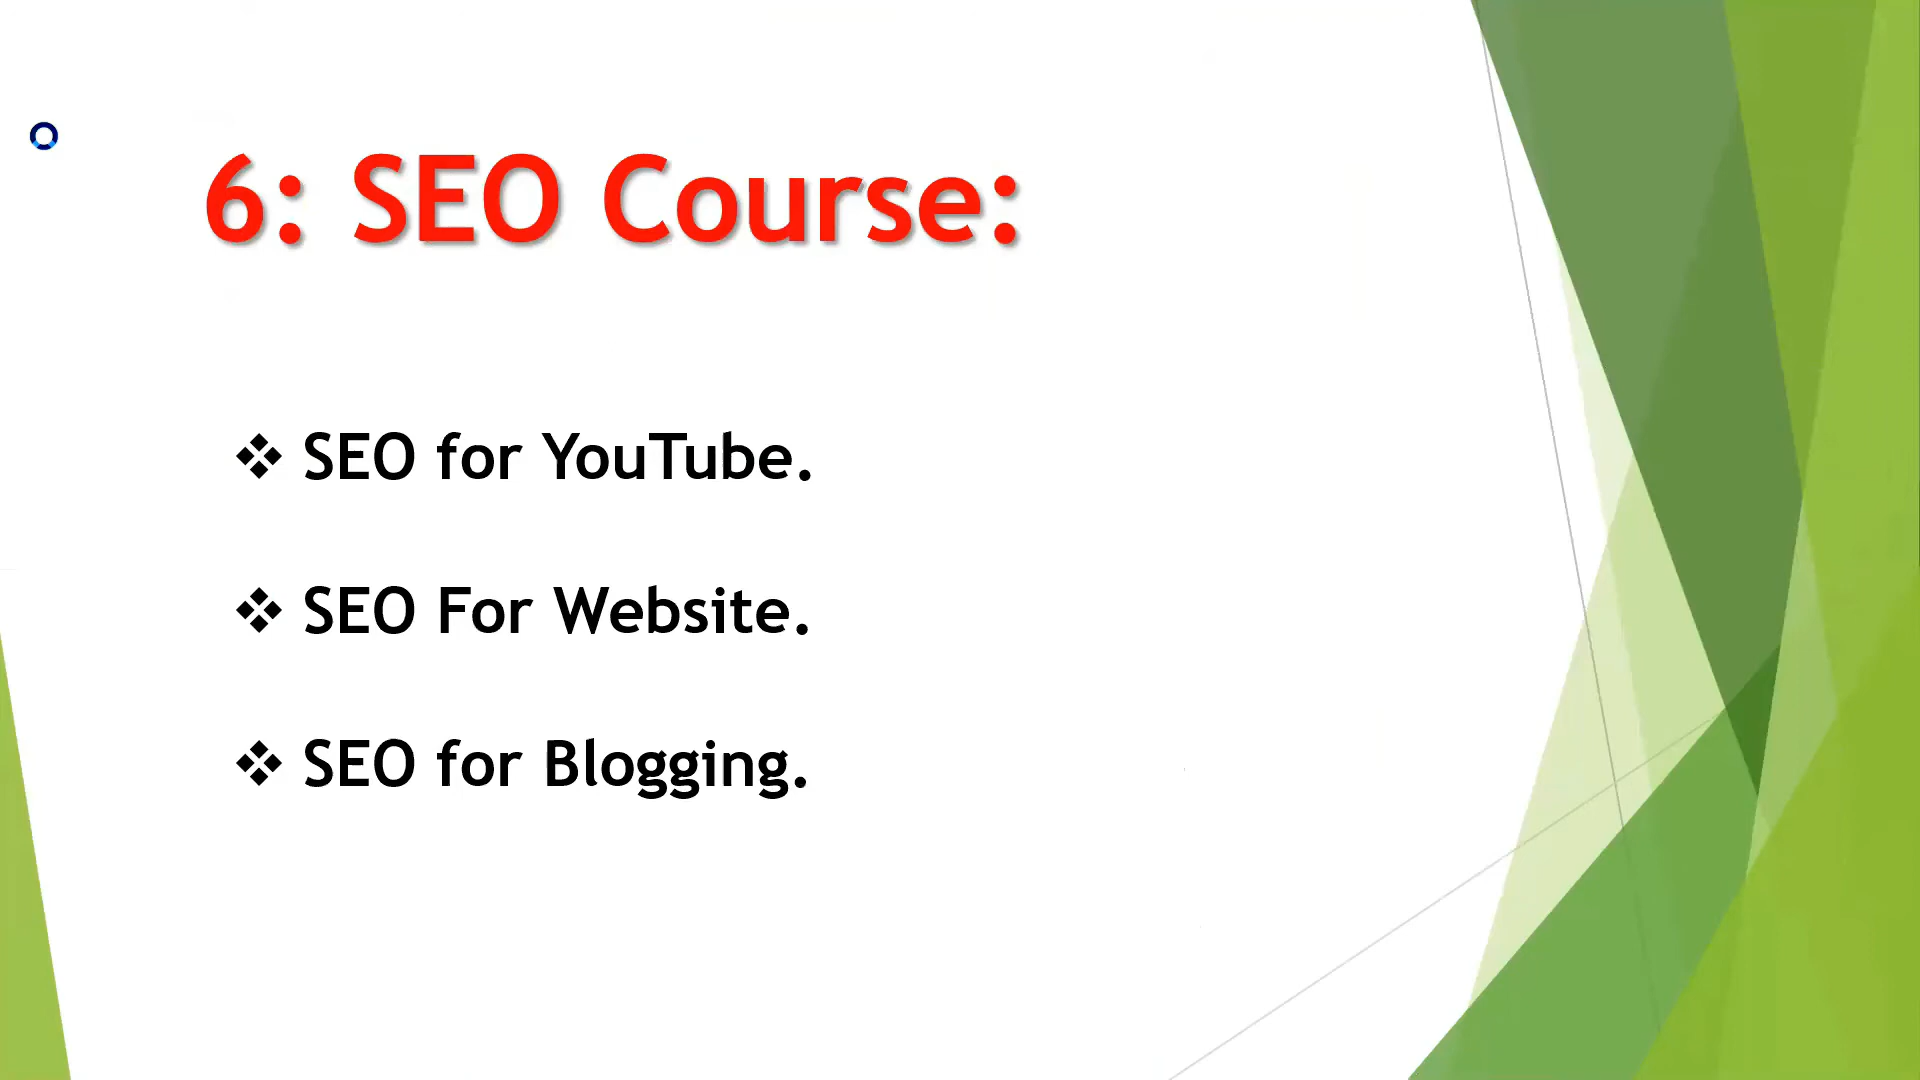 6: SEO Course:
❖ SEO for YouTube.
❖ SEO For Website.
❖ SEO for Blogging.